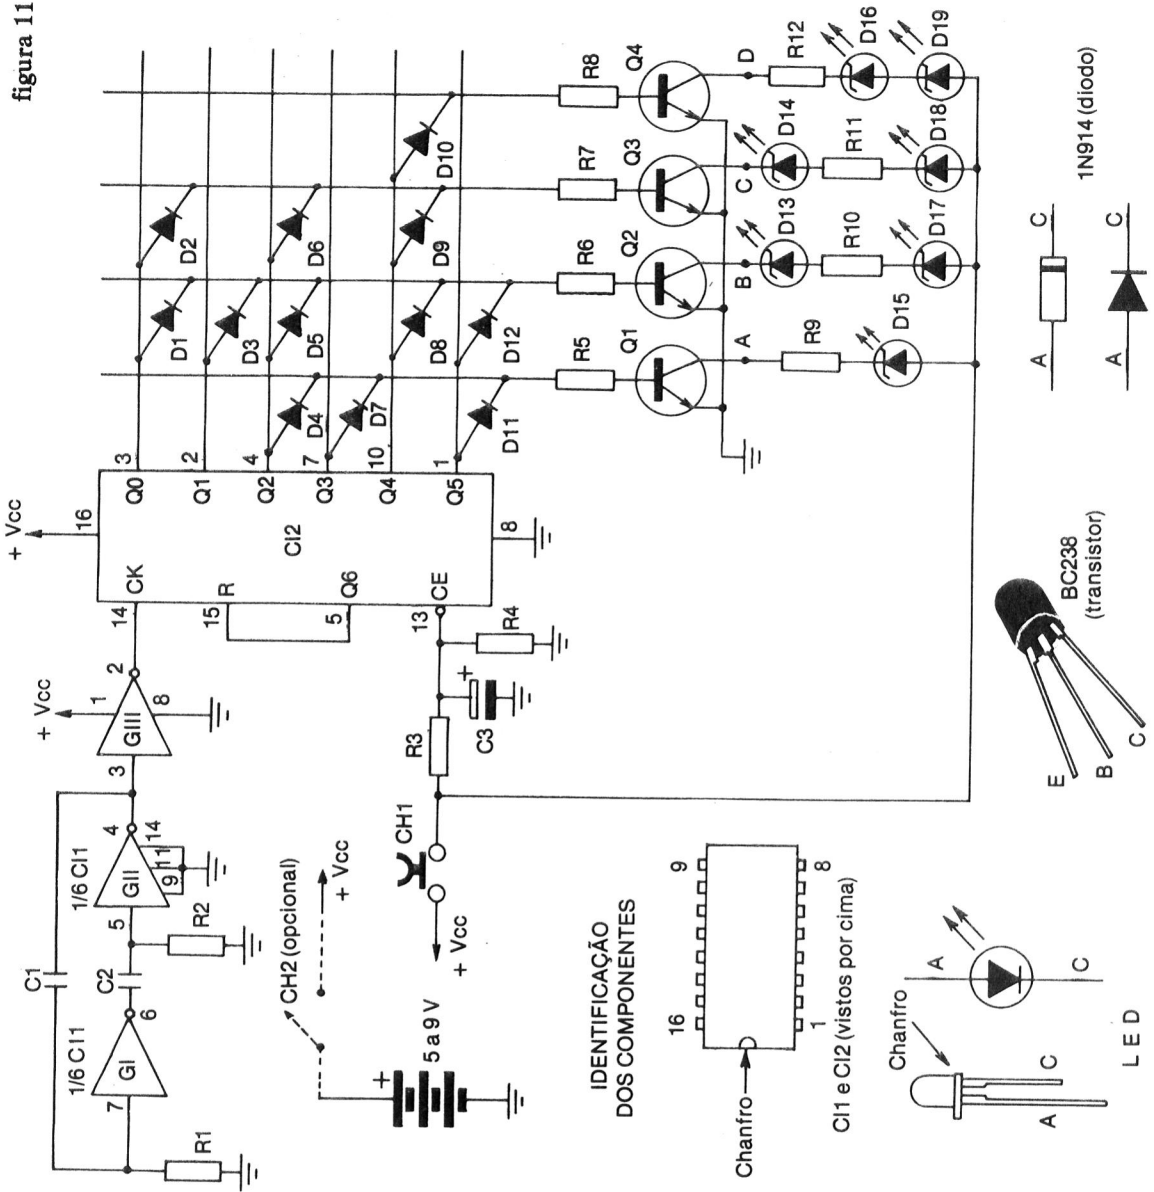 figura 11
+ Vcc
16
CI2
14
CK
15
R
5
Q6
13
CE
8
Q0
3
Q1
2
Q2
4
Q3
7
Q4
10
Q5
1
D1
D2
D3
D4
D5
D6
D7
D8
D9
D10
D11
D12
R5
R6
R7
R8
Q1
Q2
Q3
Q4
A
B
C
D
R9
D15
D13
R10
D17
D14
R11
D18
R12
D16
D19
+ Vcc
1
GIII
2
3
8
C1
1/6 CI1
GI
7
6
R1
C2
R2
1/6 CI1
GII
5
4
14
11
9
CH2 (opcional)
+ Vcc
+
5 a 9 V
CH1
+ Vcc
R3
C3
+
R4
IDENTIFICAÇÃO
DOS COMPONENTES
16
9
Chanfro
1
8
CI1 e CI2 (vistos por cima)
Chanfro
A
C
A
C
LED
E
B
C
BC238
(transistor)
A
C
A
C
1N914 (diodo)